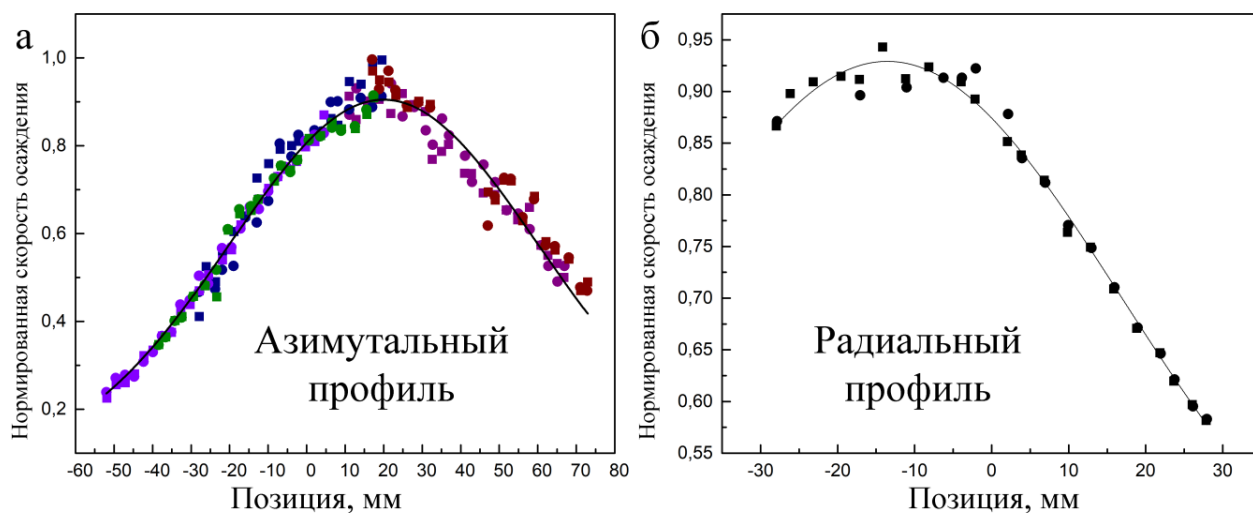 а
Нормированная скорость осаждения
1,0
0,8
0,6
0,4
0,2
Азимутальный
профиль
-60 -50 -40 -30 -20 -10 0 10 20 30 40 50 60 70 80
Позиция, мм
б
Нормированная скорость осаждения
0,95
0,90
0,85
0,80
0,75
0,70
0,65
0,60
0,55
Радиальный
профиль
-30 -20 -10 0 10 20 30
Позиция, мм